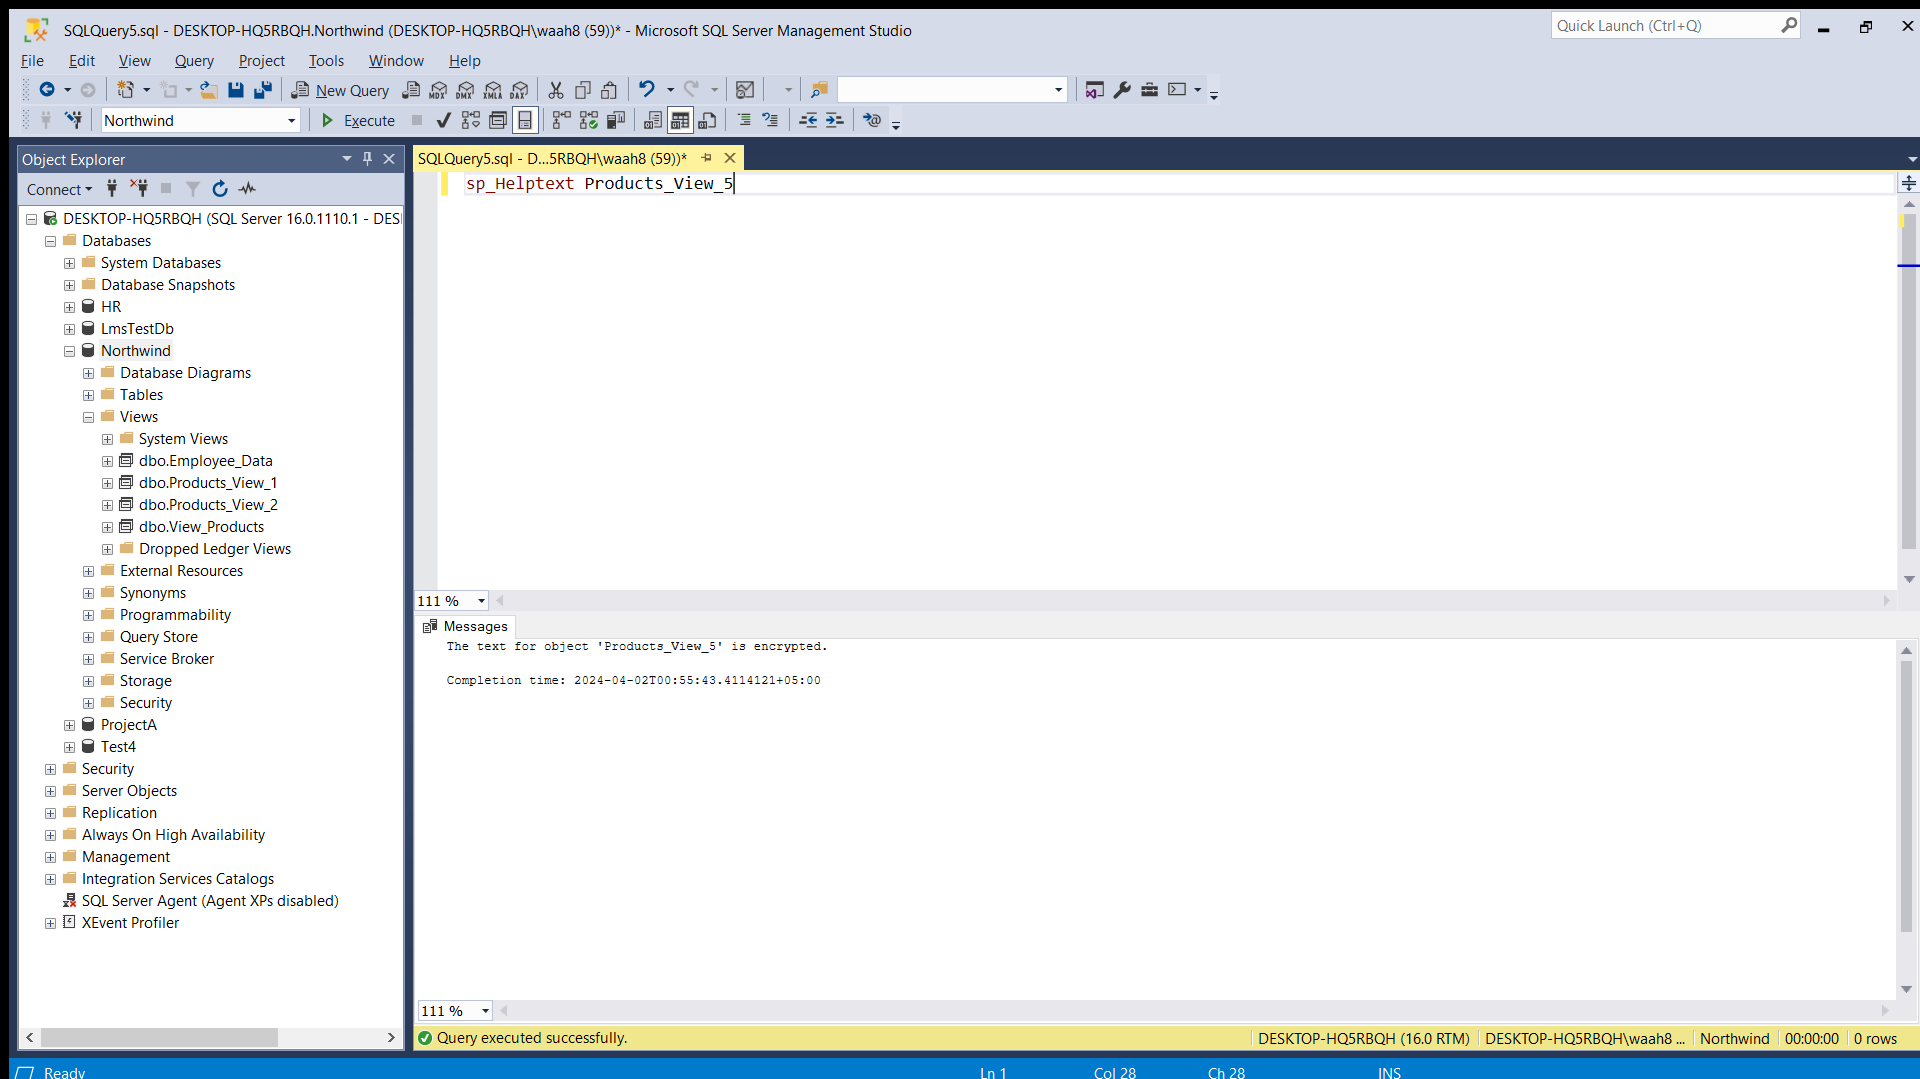 SQLQuery5.sql - DESKTOP-HQ5RBQH.Northwind (DESKTOP-HQ5RBQH\waah8 (59))* - Microsoft SQL Server Management Studio
Quick Launch (Ctrl+Q)
File Edit View Query Project Tools Window Help
New Query MDX DMX XMLA DAX
Northwind Execute
Object Explorer
SQLQuery5.sql - D...5RBQH\waah8 (59))*
Connect
sp_Helptext Products_View_5
DESKTOP-HQ5RBQH (SQL Server 16.0.1110.1 - DES
Databases
System Databases
Database Snapshots
HR
LmsTestDb
Northwind
Database Diagrams
Tables
Views
System Views
dbo.Employee_Data
dbo.Products_View_1
dbo.Products_View_2
dbo.View_Products
Dropped Ledger Views
External Resources
Synonyms
Programmability
Query Store
Service Broker
Storage
Security
ProjectA
Test4
Security
Server Objects
Replication
Always On High Availability
Management
Integration Services Catalogs
SQL Server Agent (Agent XPs disabled)
XEvent Profiler
111 %
Messages
The text for object 'Products_View_5' is encrypted.
Completion time: 2024-04-02T00:55:43.4114121+05:00
111 %
Query executed successfully. DESKTOP-HQ5RBQH (16.0 RTM) DESKTOP-HQ5RBQH\waah8 ... Northwind 00:00:00 0 rows
Ready Ln 1 Col 28 Ch 28 INS